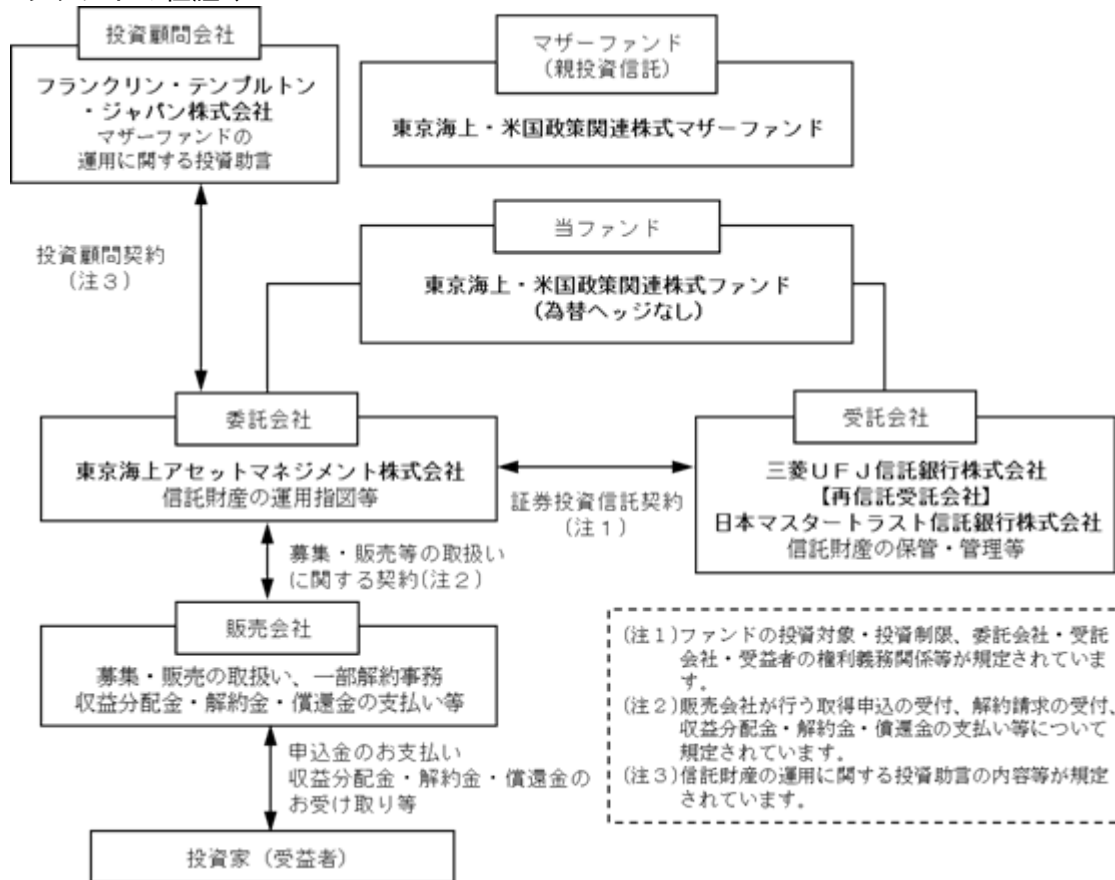 投資顧問会社
フランクリン・テンプルトン
・ジャパン株式会社
マザーファンドの
運用に関する投資助言
マザーファンド
(親投資信託)
東京海上・米国政策関連株式マザーファンド
当ファンド
東京海上・米国政策関連株式ファンド
(為替ヘッジなし)
投資顧問契約
(注3)
委託会社
東京海上アセットマネジメント株式会社
信託財産の運用指図等
証券投資信託契約
(注1)
受託会社
三菱UFJ信託銀行株式会社
【再信託受託会社】
日本マスタートラスト信託銀行株式会社
信託財産の保管・管理等
募集・販売等の取扱い
に関する契約(注2)
販売会社
募集・販売の取扱い、一部解約事務
収益分配金・解約金・償還金の支払い等
申込金のお支払い
収益分配金・解約金・償還金の
お受け取り等
投資家(受益者)
(注1)ファンドの投資対象・投資制限、委託会社・受託
会社・受益者の権利義務関係等が規定されていま
す。
(注2)販売会社が行う取得申込の受付、解約請求の受付、
収益分配金・解約金・償還金の支払い等について
規定されています。
(注3)信託財産の運用に関する投資助言の内容等が規定
されています。